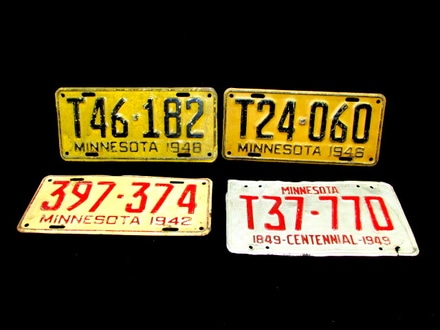 T46·182
MINNESOTA 1948
T24·060
MINNESOTA 1946
397-374
MINNESOTA 1942
MINNESOTA
T37-770
1849-CENTENNIAL-1949